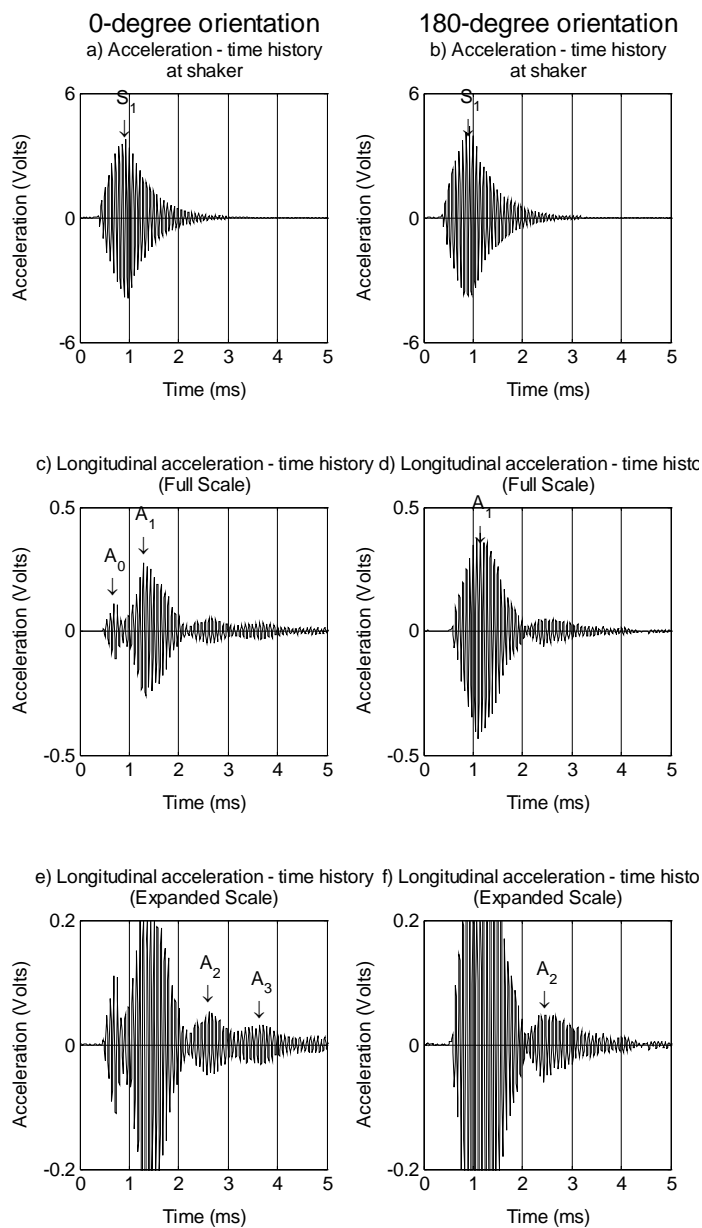 0-degree orientation
a) Acceleration - time history
at shaker
180-degree orientation
b) Acceleration - time history
at shaker
S1
6
0
-6
Acceleration (Volts)
0 1 2 3 4 5
Time (ms)
S1
6
0
-6
Acceleration (Volts)
0 1 2 3 4 5
Time (ms)
c) Longitudinal acceleration - time history
(Full Scale)
A0
A1
0.5
0
-0.5
Acceleration (Volts)
0 1 2 3 4 5
Time (ms)
d) Longitudinal acceleration - time histo
(Full Scale)
A1
0.5
0
-0.5
Acceleration (Volts)
0 1 2 3 4 5
Time (ms)
e) Longitudinal acceleration - time history
(Expanded Scale)
A2
A3
0.2
0
-0.2
Acceleration (Volts)
0 1 2 3 4 5
Time (ms)
f) Longitudinal acceleration - time histo
(Expanded Scale)
A2
0.2
0
-0.2
Acceleration (Volts)
0 1 2 3 4 5
Time (ms)